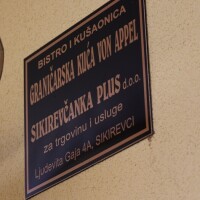 BISTRO I KUŠAONICA
GRANIČARSKA KUĆA VON APPEL
SIKIREVČANKA PLUS d.o.o.
za trgovinu i usluge
Ljudevita Gaja 4A, SIKIREVCI